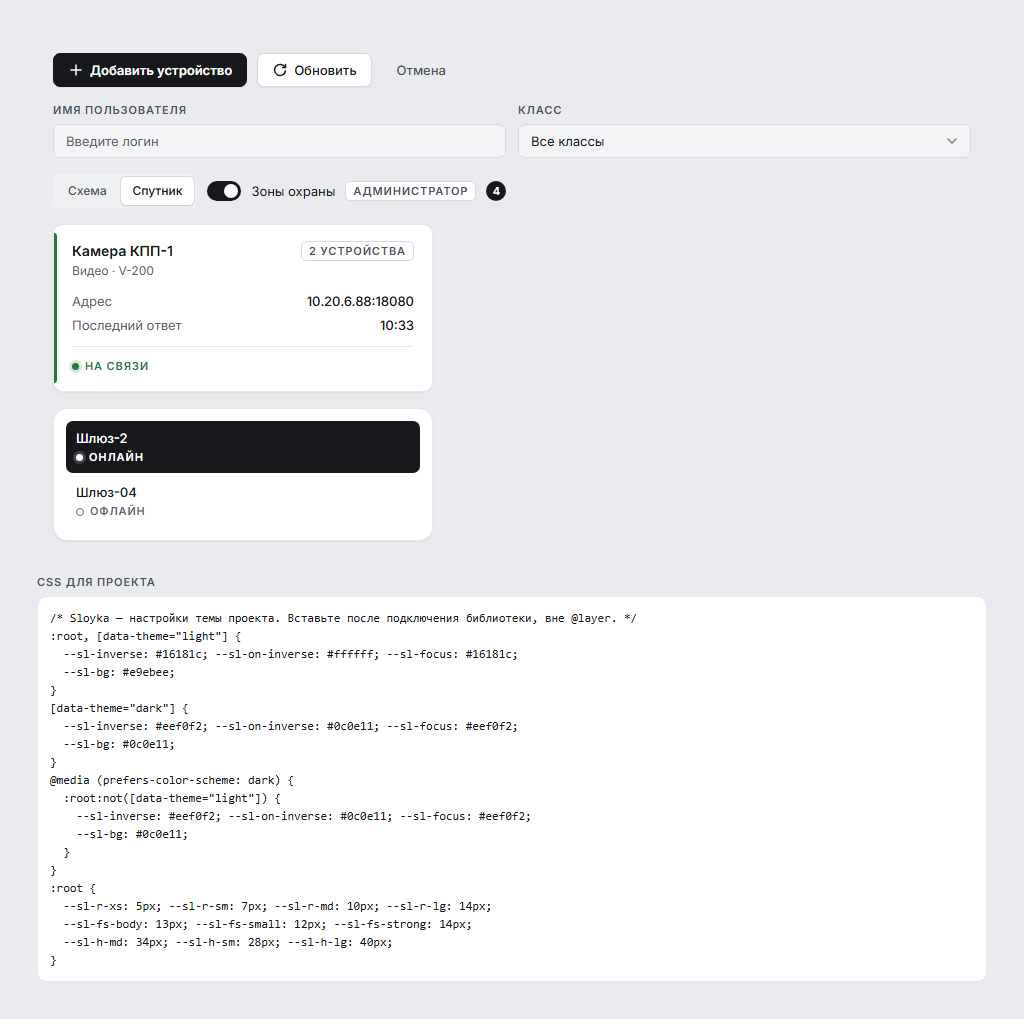 Добавить устройство
Обновить
Отмена
ИМЯ ПОЛЬЗОВАТЕЛЯ
КЛАСС
Введите логин
Все классы
Схема
Спутник
Зоны охраны
АДМИНИСТРАТОР
4
Камера КПП-1
2 УСТРОЙСТВА
Видео · V-200
Адрес
10.20.6.88:18080
Последний ответ
10:33
НА СВЯЗИ
Шлюз-2
ОНЛАЙН
Шлюз-04
ОФЛАЙН
CSS ДЛЯ ПРОЕКТА
/* Sloyka — настройки темы проекта. Вставьте после подключения библиотеки, вне @layer. */
:root, [data-theme="light"] {
  --sl-inverse: #16181c; --sl-on-inverse: #ffffff; --sl-focus: #16181c;
  --sl-bg: #e9ebee;
}
[data-theme="dark"] {
  --sl-inverse: #eef0f2; --sl-on-inverse: #0c0e11; --sl-focus: #eef0f2;
  --sl-bg: #0c0e11;
}
@media (prefers-color-scheme: dark) {
  :root:not([data-theme="light"]) {
    --sl-inverse: #eef0f2; --sl-on-inverse: #0c0e11; --sl-focus: #eef0f2;
    --sl-bg: #0c0e11;
  }
}
:root {
  --sl-r-xs: 5px; --sl-r-sm: 7px; --sl-r-md: 10px; --sl-r-lg: 14px;
  --sl-fs-body: 13px; --sl-fs-small: 12px; --sl-fs-strong: 14px;
  --sl-h-md: 34px; --sl-h-sm: 28px; --sl-h-lg: 40px;
}